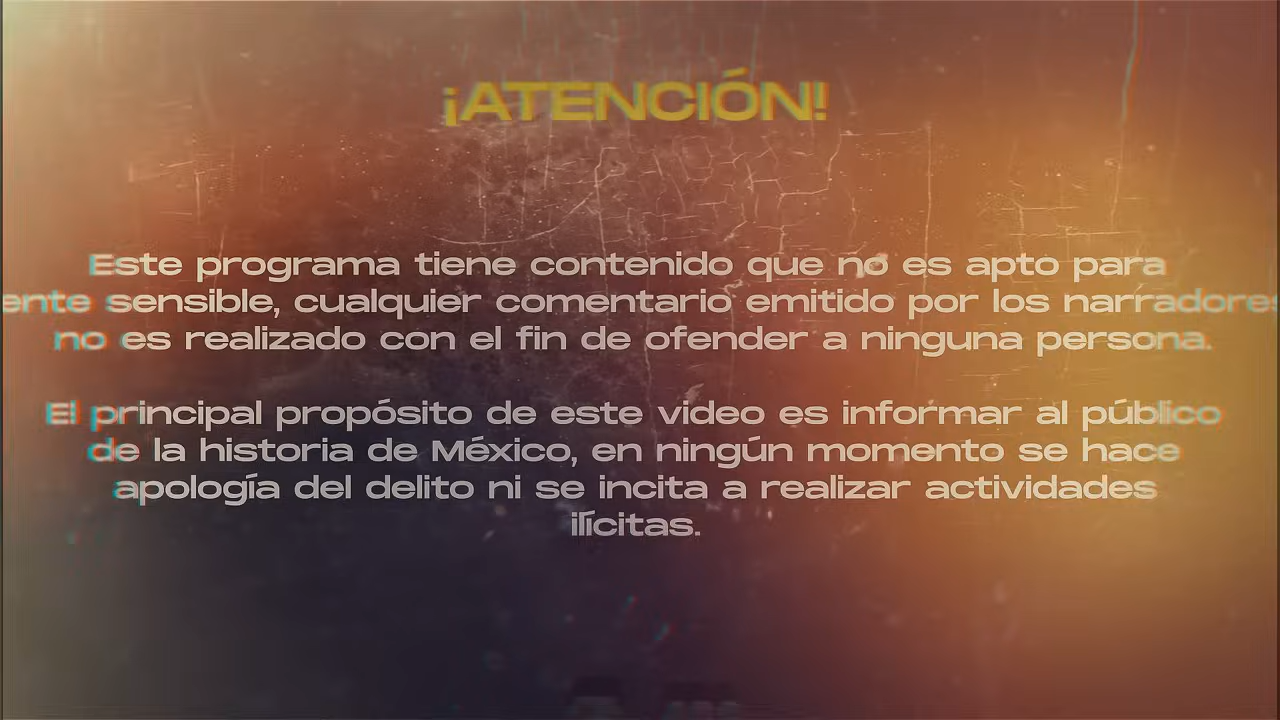 ¡ATENCIÓN!
Este programa tiene contenido que no es apto para
ente sensible, cualquier comentario emitido por los narradores
no es realizado con el fin de ofender a ninguna persona.
El principal propósito de este video es informar al público
de la historia de México, en ningún momento se hace
apología del delito ni se incita a realizar actividades
ilícitas.